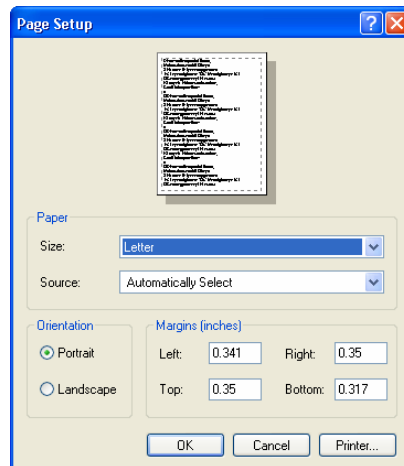 Page Setup
Paper
Size: Letter
Source: Automatically Select
Orientation
Portrait
Landscape
Margins (inches)
Left: 0.341 Right: 0.35
Top: 0.35 Bottom: 0.317
OK Cancel Printer...